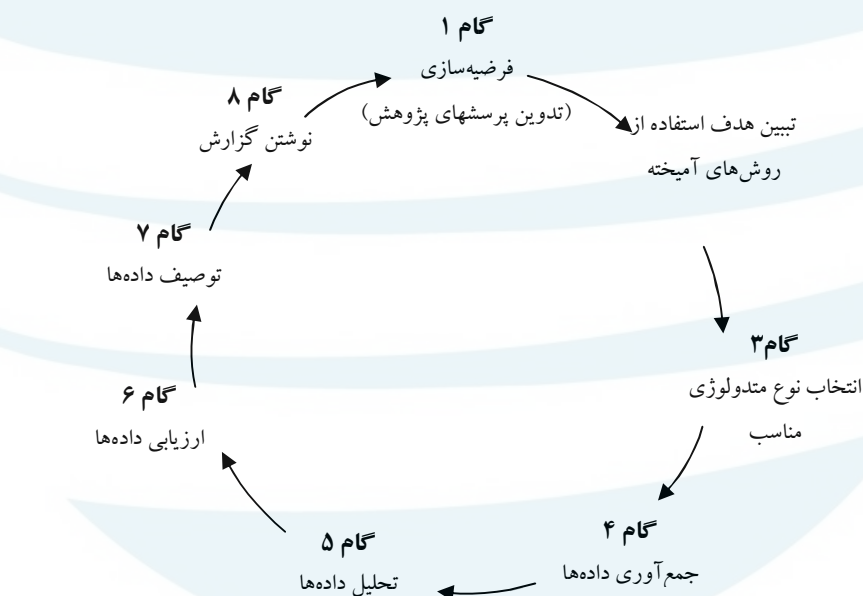 گام ۱
فرضیه‌سازی
(تدوین پرسشهای پژوهش)
تبیین هدف استفاده از
روش‌های آمیخته
گام۳
انتخاب نوع متدولوژی
مناسب
گام ۴
جمع‌آوری داده‌ها
گام ۵
تحلیل داده‌ها
گام ۶
ارزیابی داده‌ها
گام ۷
توصیف داده‌ها
گام ۸
نوشتن گزارش